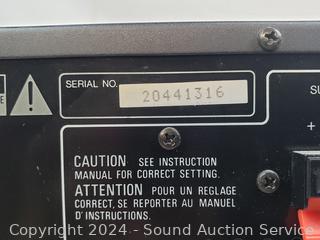 SERIAL NO.
20441316
CAUTION SEE INSTRUCTION
MANUAL FOR CORRECT SETTING.
ATTENTION POUR UN REGLAGE
CORRECT, SE REPORTER AU MANUEL
D'INSTRUCTIONS.
SU
+
Copyright 2024 - Sound Auction Service